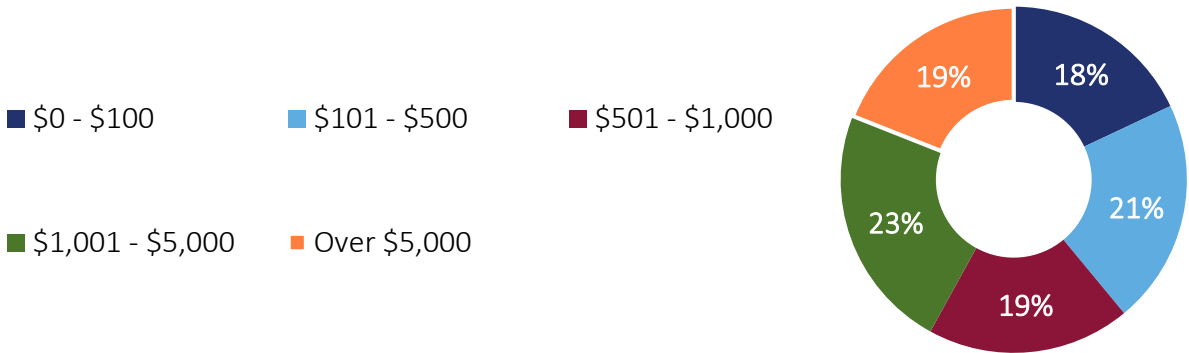 $0 - $100
$101 - $500
$501 - $1,000
$1,001 - $5,000
Over $5,000
18%
21%
19%
23%
19%